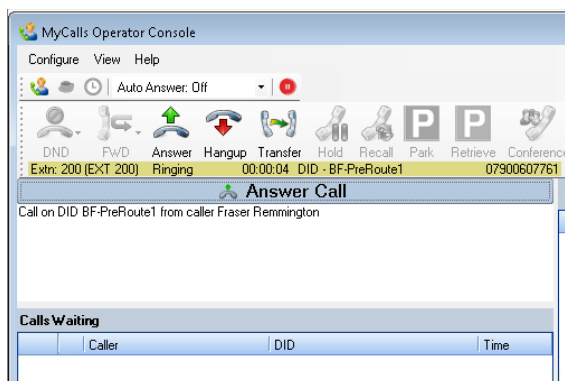 MyCalls Operator Console
Configure View Help
Auto Answer: Off
DND FWD Answer Hangup Transfer Hold Recall Park Retrieve Conference
Extn: 200 (EXT 200) Ringing 00:00:04 DID - BF-PreRoute1 07900607761
Answer Call
Call on DID BF-PreRoute1 from caller Fraser Remmington
Calls Waiting
Caller DID Time